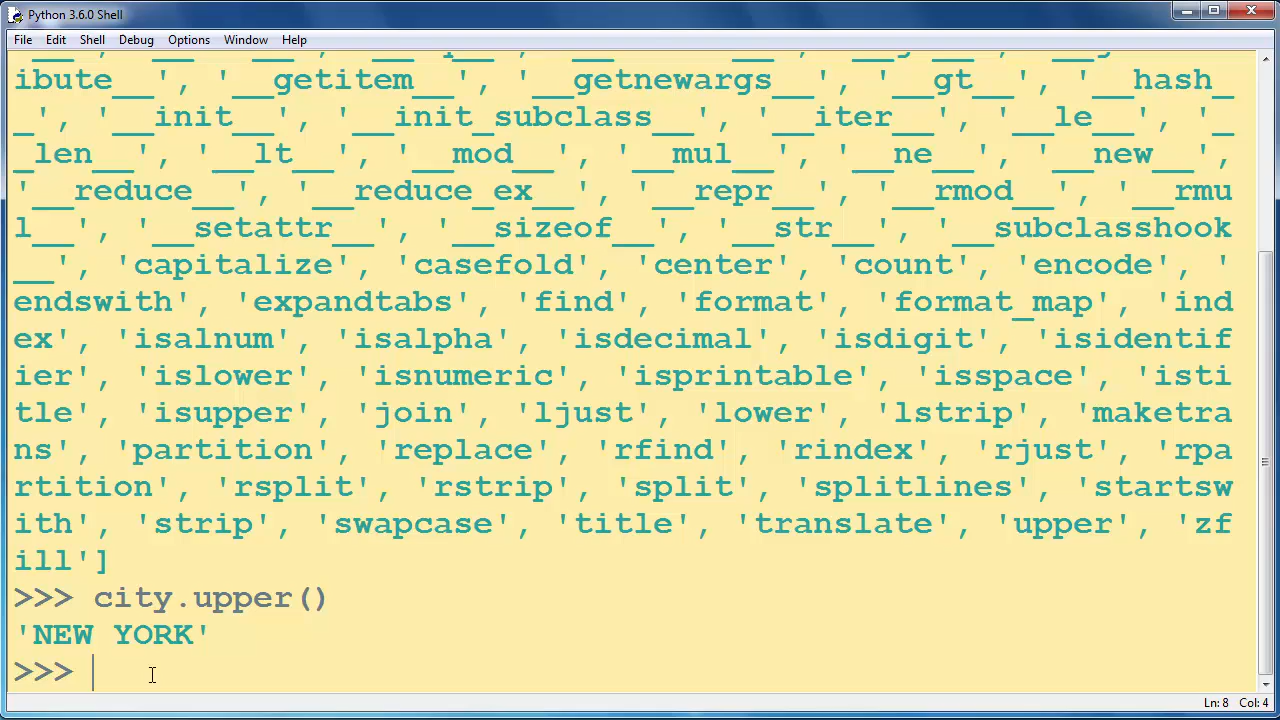 Python 3.6.0 Shell
File Edit Shell Debug Options Window Help
ibute__', '__getitem__', '__getnewargs__', '__gt__', '__hash_
_', '__init__', '__init_subclass__', '__iter__', '__le__', '_
_len__', '__lt__', '__mod__', '__mul__', '__ne__', '__new__',
'__reduce__', '__reduce_ex__', '__repr__', '__rmod__', '__rmu
l__', '__setattr__', '__sizeof__', '__str__', '__subclasshook
__', 'capitalize', 'casefold', 'center', 'count', 'encode', '
endswith', 'expandtabs', 'find', 'format', 'format_map', 'ind
ex', 'isalnum', 'isalpha', 'isdecimal', 'isdigit', 'isidentif
ier', 'islower', 'isnumeric', 'isprintable', 'isspace', 'isti
tle', 'isupper', 'join', 'ljust', 'lower', 'lstrip', 'maketra
ns', 'partition', 'replace', 'rfind', 'rindex', 'rjust', 'rpa
rtition', 'rsplit', 'rstrip', 'split', 'splitlines', 'startsw
ith', 'strip', 'swapcase', 'title', 'translate', 'upper', 'zf
ill']
>>> city.upper()
'NEW YORK'
>>>
Ln: 8 Col: 4